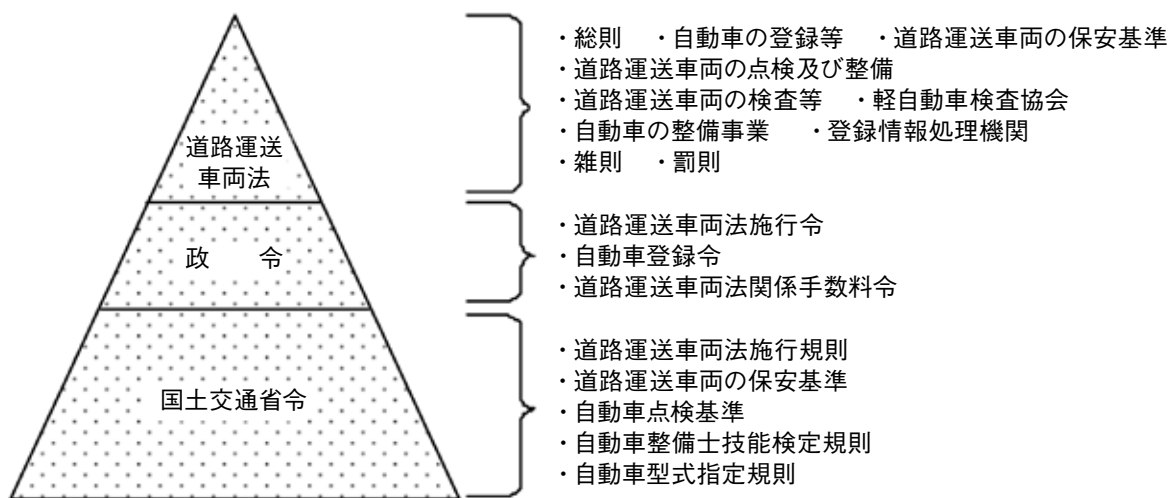 ・総則　・自動車の登録等　・道路運送車両の保安基準
・道路運送車両の点検及び整備
・道路運送車両の検査等　・軽自動車検査協会
・自動車の整備事業　・登録情報処理機関
・雑則　・罰則
道路運送
車両法
・道路運送車両法施行令
・自動車登録令
・道路運送車両法関係手数料令
政　令
・道路運送車両法施行規則
・道路運送車両の保安基準
・自動車点検基準
・自動車整備士技能検定規則
・自動車型式指定規則
国土交通省令